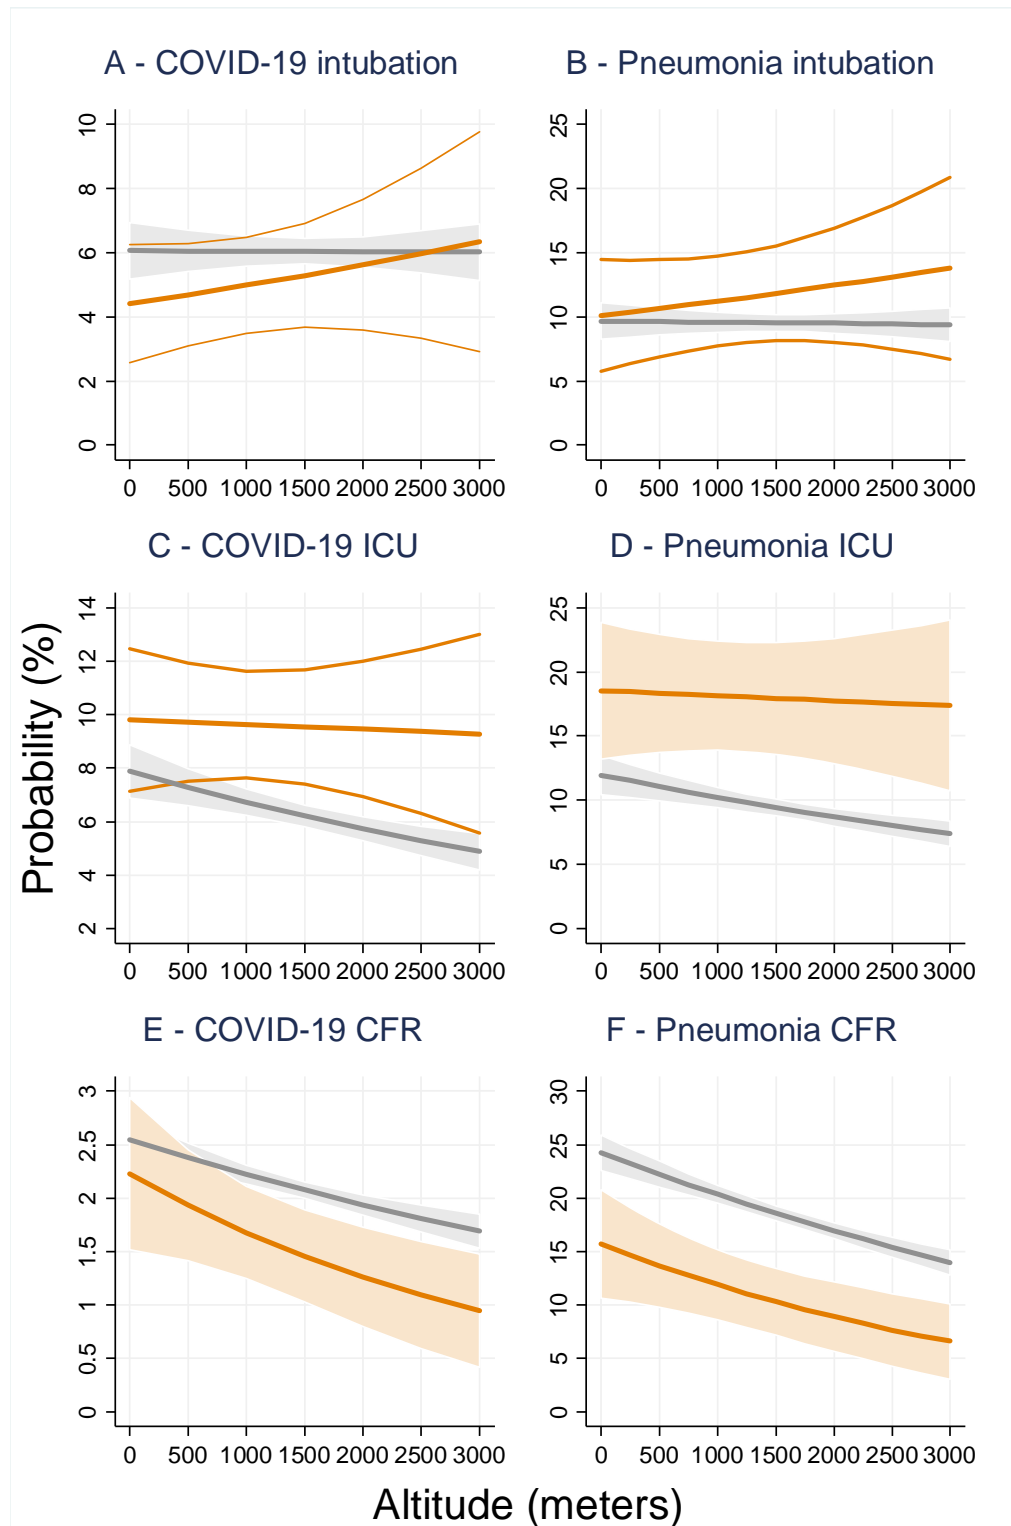 A - COVID-19 intubation
B - Pneumonia intubation
10
8
6
4
2
0
0 500 1000 1500 2000 2500 3000
25
20
15
10
5
0
0 500 1000 1500 2000 2500 3000
C - COVID-19 ICU
D - Pneumonia ICU
Probability (%)
14
12
10
8
6
4
2
0 500 1000 1500 2000 2500 3000
25
20
15
10
5
0
0 500 1000 1500 2000 2500 3000
E - COVID-19 CFR
F - Pneumonia CFR
3
2.5
2
1.5
1
0.5
0
0 500 1000 1500 2000 2500 3000
30
25
20
15
10
5
0
0 500 1000 1500 2000 2500 3000
Altitude (meters)